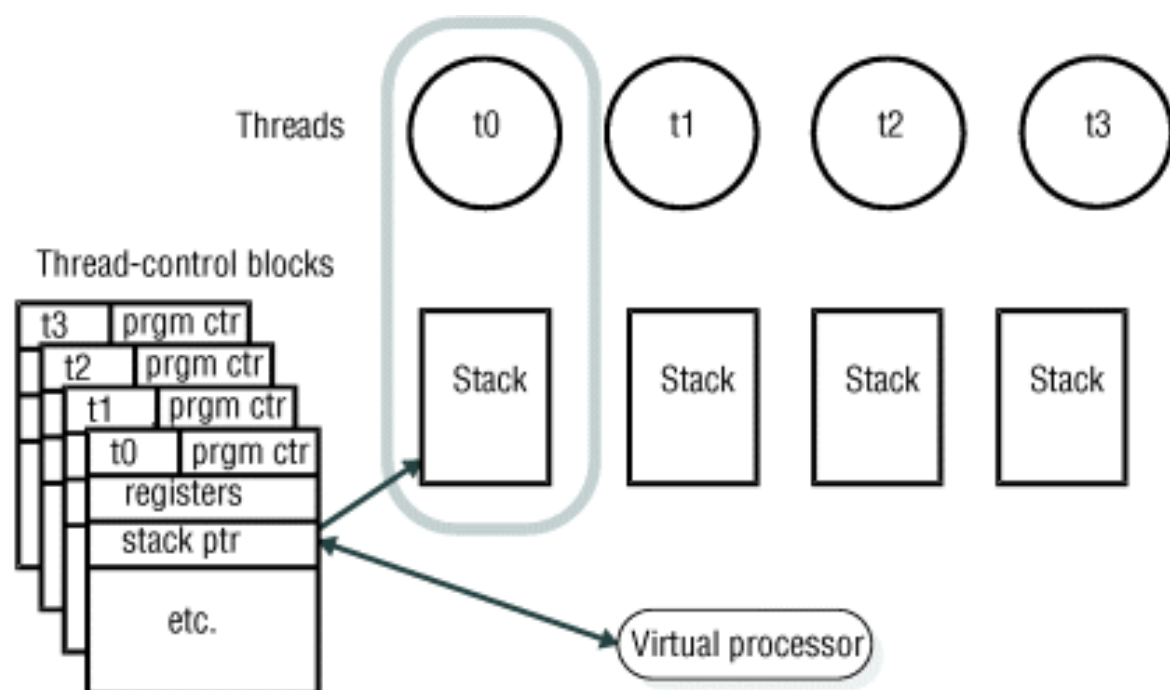 t0
t1
t2
t3
Threads
Thread-control blocks
t3 prgm ctr
t2 prgm ctr
t1 prgm ctr
t0 prgm ctr
registers
stack ptr
etc.
Stack
Stack
Stack
Stack
Virtual processor